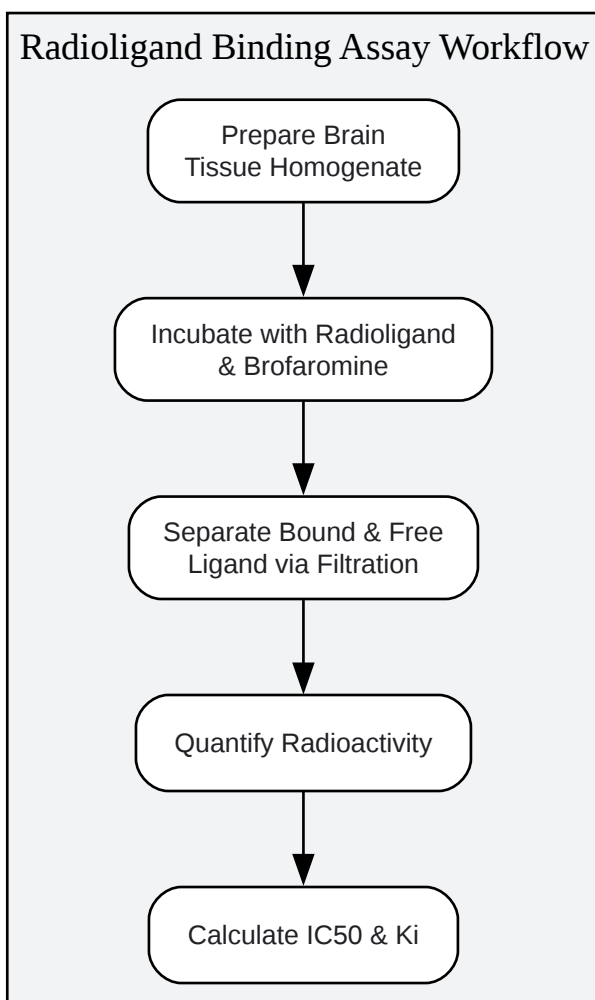 Radioligand Binding Assay Workflow
Prepare Brain
Tissue Homogenate
Incubate with Radioligand
& Brofaromine
Separate Bound & Free
Ligand via Filtration
Quantify Radioactivity
Calculate IC50 & Ki